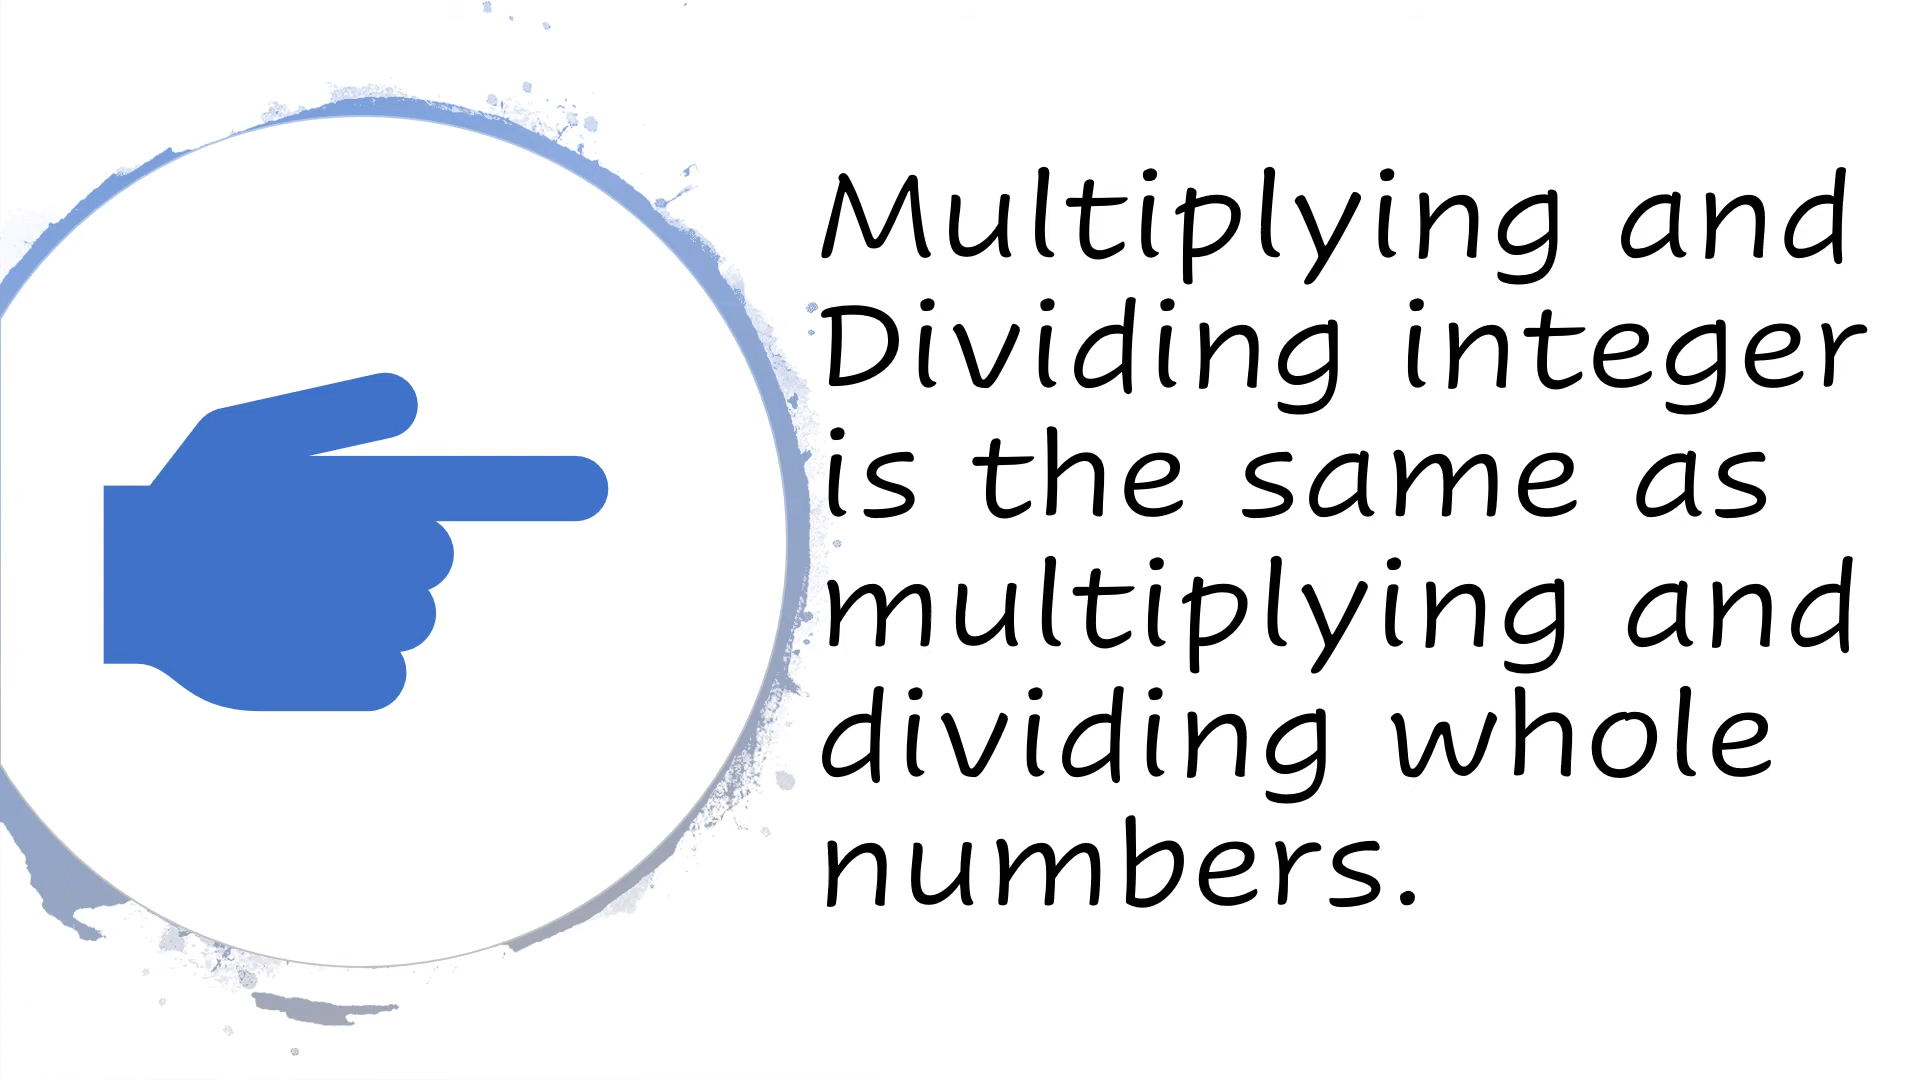 Multiplying and
Dividing integer
is the same as
multiplying and
dividing whole
numbers.